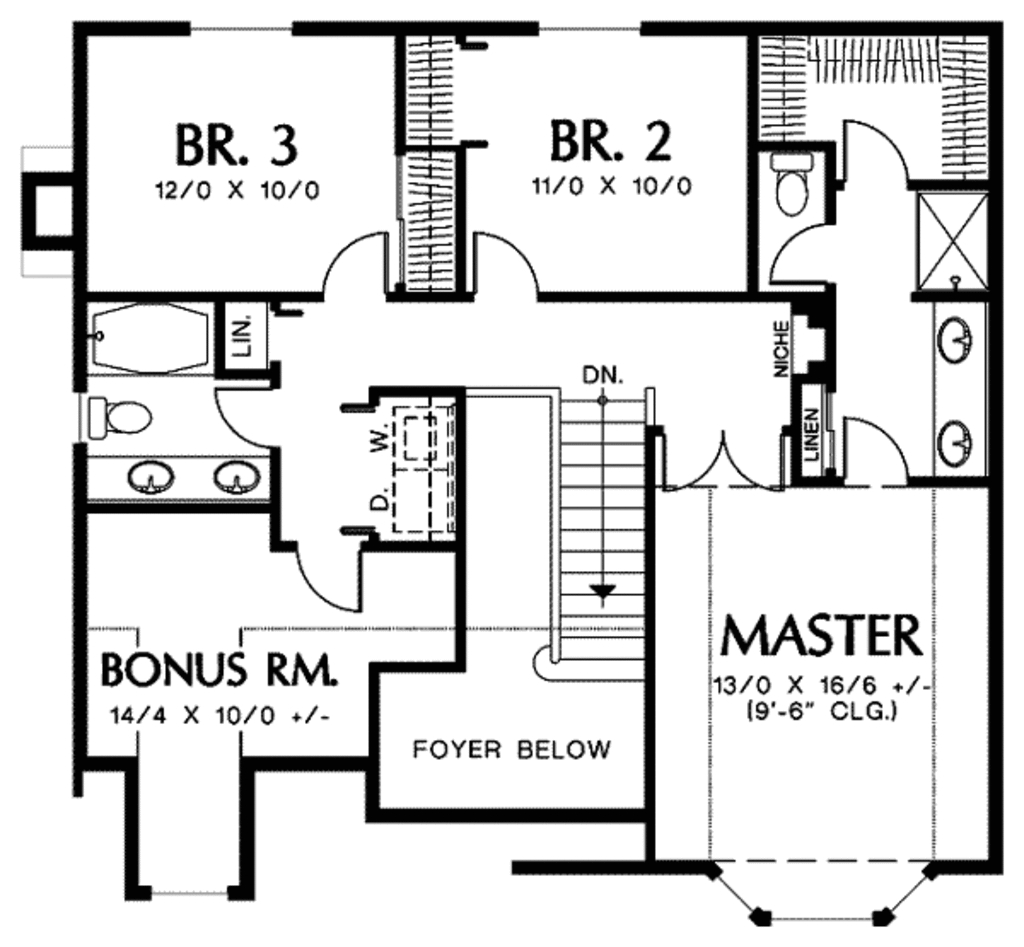 BR. 3
12/0 X 10/0
BR. 2
11/0 X 10/0
LIN.
NICHE
DN.
W.
D.
LINEN
BONUS RM.
14/4 X 10/0 +/-
MASTER
13/0 X 16/6 +/-
(9'-6" CLG.)
FOYER BELOW